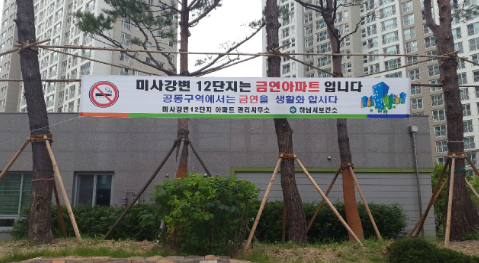 미사강변 12단지는 금연아파트 입니다
공동구역에서는 금연을 생활화 합시다
미사강변12단지 아파트 관리사무소 하남시보건소